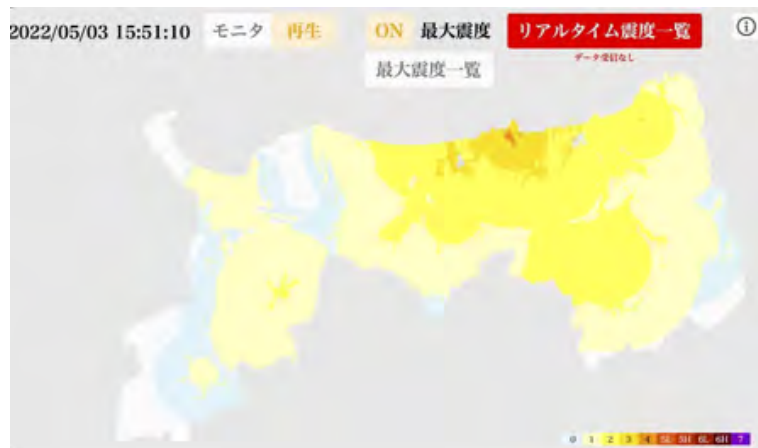 2022/05/03 15:51:10 モニタ 再生 ON 最大震度 リアルタイム震度一覧
データ受信なし
最大震度一覧
0 1 2 3 4 5L 5H 6L 6H 7